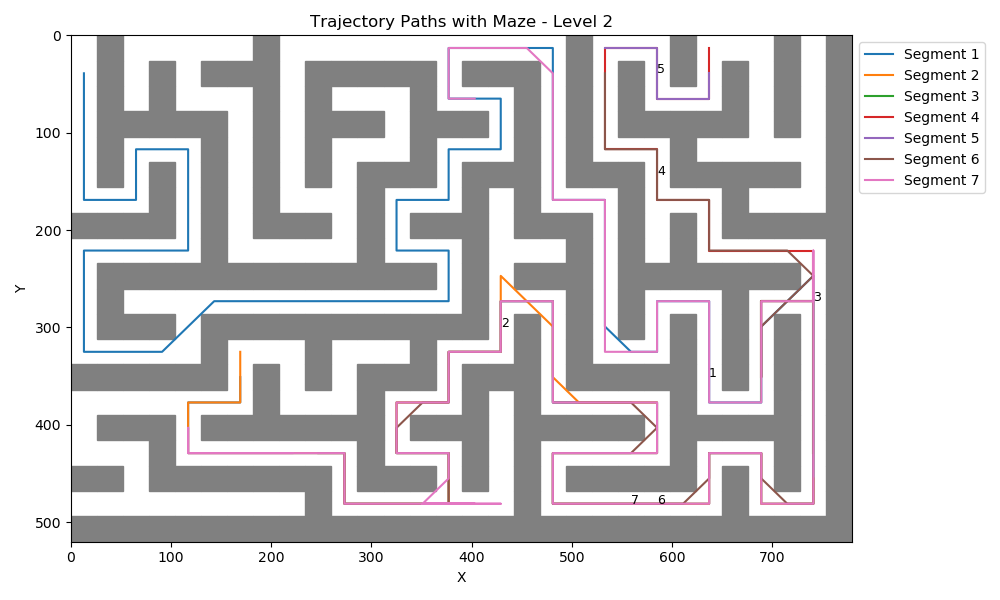 Trajectory Paths with Maze - Level 2
0
100
200
300
400
500
Y
0
100
200
300
400
500
600
700
X
5
4
3
2
1
7
6
Segment 1
Segment 2
Segment 3
Segment 4
Segment 5
Segment 6
Segment 7